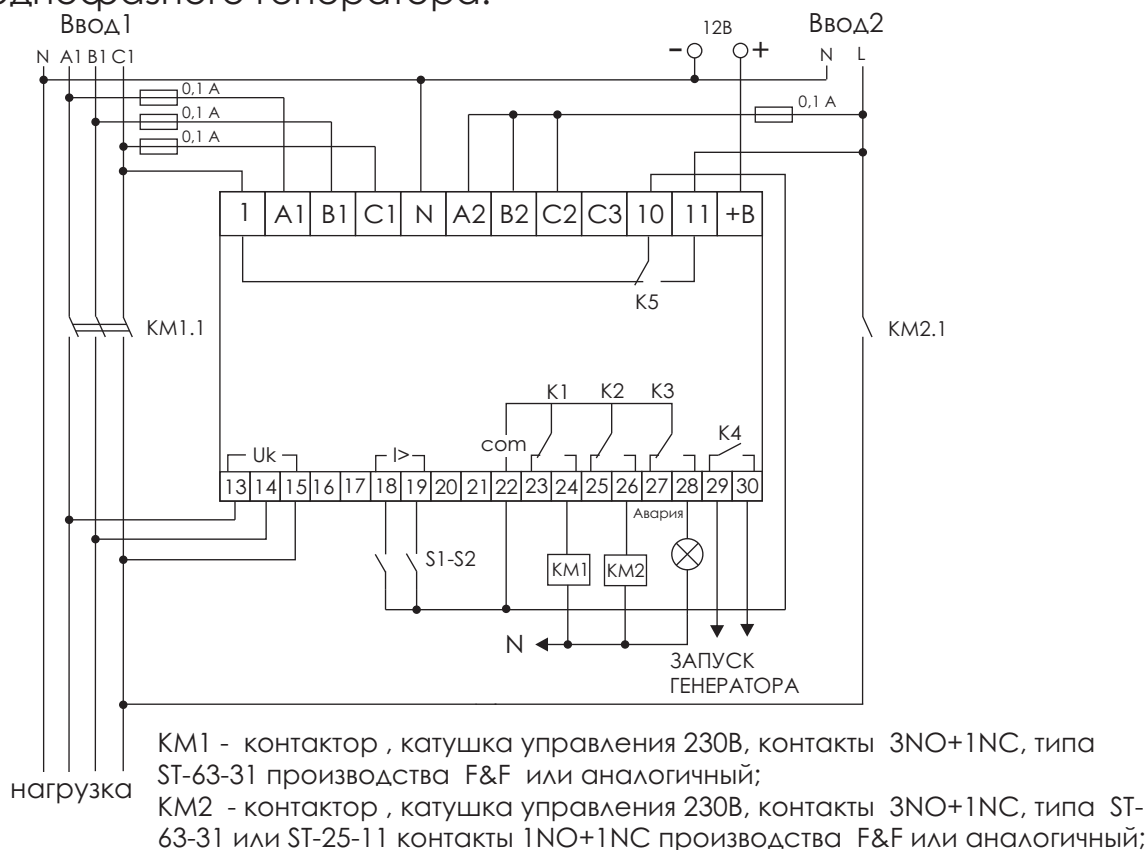 однофазного генератора.
Ввод1
12В
Ввод2
N A1 B1 C1
- +
N L
0,1 А
0,1 А
0,1 А
0,1 А
1 A1 B1 C1 N A2 B2 C2 C3 10 11 +B
K5
KM1.1
KM2.1
K1 K2 K3
K4
com
Uk
I>
13 14 15 16 17 18 19 20 21 22 23 24 25 26 27 28 29 30
Авария
S1-S2
KM1 KM2
N
ЗАПУСК
ГЕНЕРАТОРА
нагрузка
КМ1 - контактор , катушка управления 230В, контакты 3NO+1NC, типа
ST-63-31 производства F&F или аналогичный;
КМ2 - контактор , катушка управления 230В, контакты 3NO+1NC, типа ST-
63-31 или ST-25-11 контакты 1NO+1NC производства F&F или аналогичный;